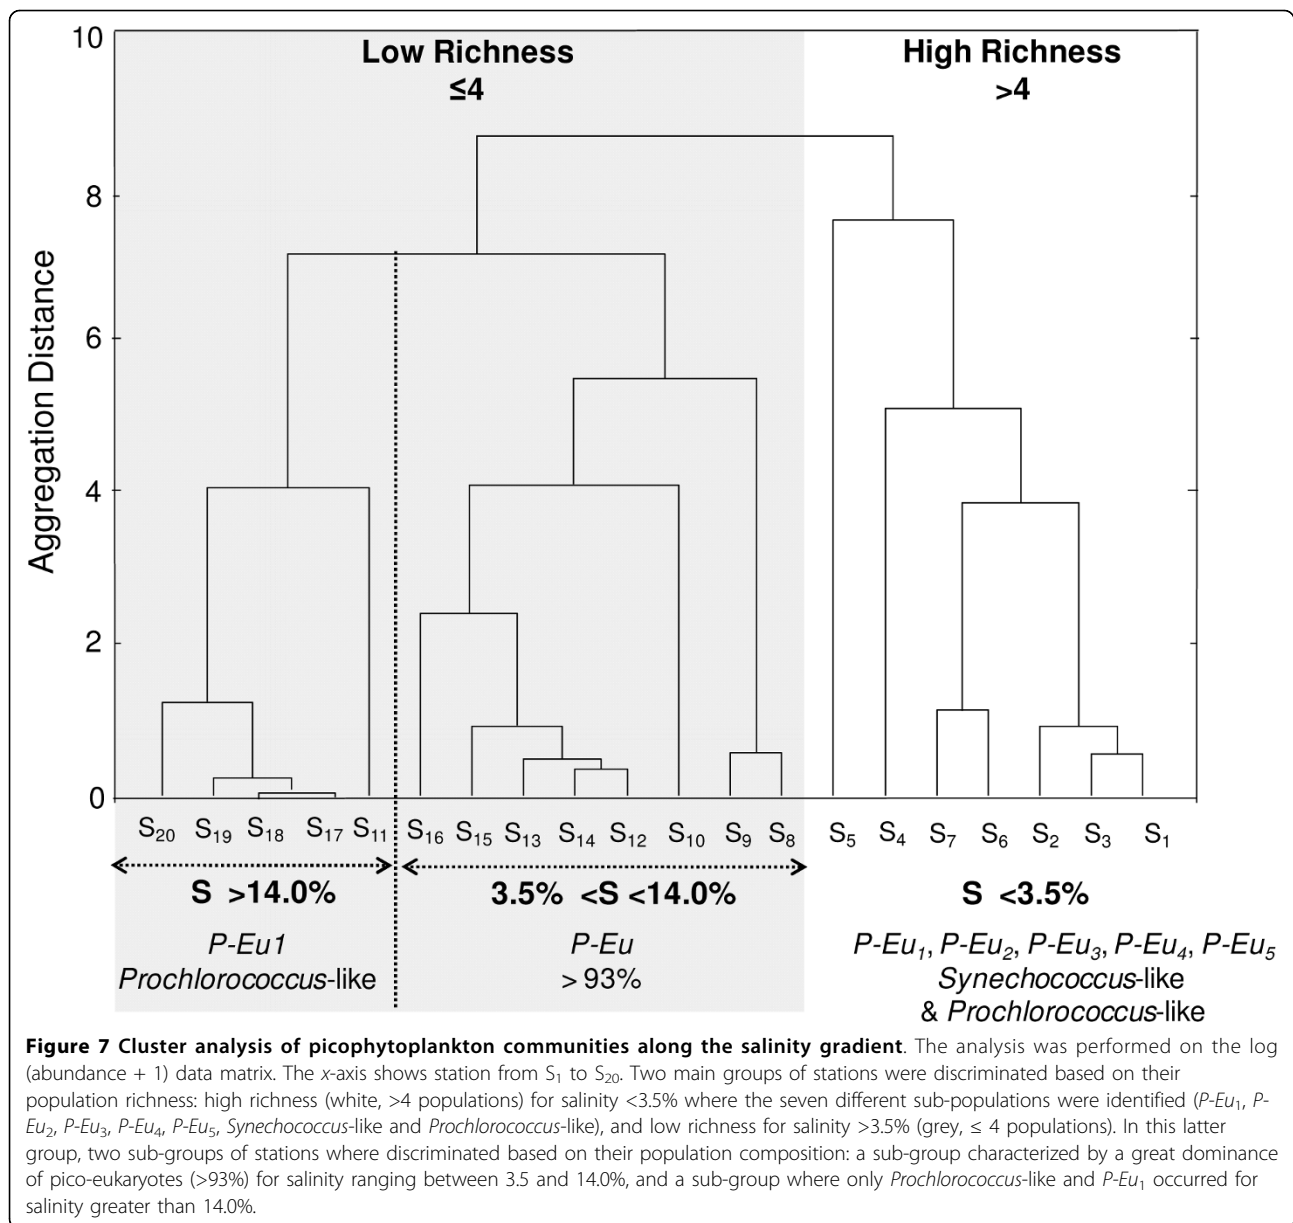 10
Low Richness
≤4
High Richness
>4
8
6
4
2
0
Aggregation Distance
S₂₀ S₁₉ S₁₈ S₁₇ S₁₁ S₁₆ S₁₅ S₁₃ S₁₄ S₁₂ S₁₀ S₉ S₈ S₅ S₄ S₇ S₆ S₂ S₃ S₁
S >14.0%
3.5% <S <14.0%
S <3.5%
P-Eu1
Prochlorococcus-like
P-Eu
> 93%
P-Eu₁, P-Eu₂, P-Eu₃, P-Eu₄, P-Eu₅
Synechococcus-like
& Prochlorococcus-like
Figure 7 Cluster analysis of picophytoplankton communities along the salinity gradient. The analysis was performed on the log
(abundance + 1) data matrix. The x-axis shows station from S₁ to S₂₀. Two main groups of stations were discriminated based on their
population richness: high richness (white, >4 populations) for salinity <3.5% where the seven different sub-populations were identified (P-Eu₁, P-
Eu₂, P-Eu₃, P-Eu₄, P-Eu₅, Synechococcus-like and Prochlorococcus-like), and low richness for salinity >3.5% (grey, ≤ 4 populations). In this latter
group, two sub-groups of stations where discriminated based on their population composition: a sub-group characterized by a great dominance
of pico-eukaryotes (>93%) for salinity ranging between 3.5 and 14.0%, and a sub-group where only Prochlorococcus-like and P-Eu₁ occurred for
salinity greater than 14.0%.